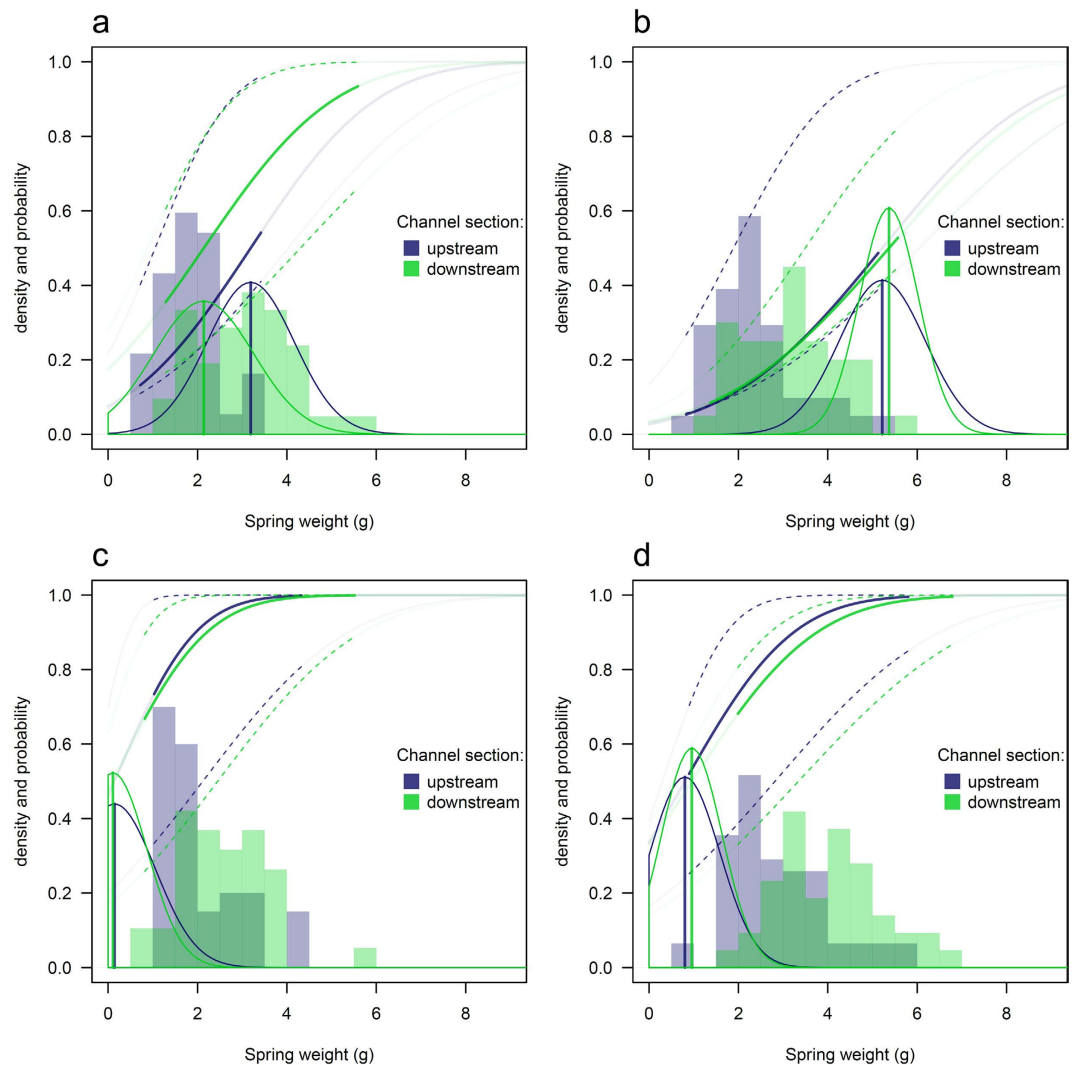 a
1.0
0.8
0.6
0.4
0.2
0.0
density and probability
Channel section:
upstream
downstream
0 2 4 6 8
Spring weight (g)
b
1.0
0.8
0.6
0.4
0.2
0.0
density and probability
Channel section:
upstream
downstream
0 2 4 6 8
Spring weight (g)
c
1.0
0.8
0.6
0.4
0.2
0.0
density and probability
Channel section:
upstream
downstream
0 2 4 6 8
Spring weight (g)
d
1.0
0.8
0.6
0.4
0.2
0.0
density and probability
Channel section:
upstream
downstream
0 2 4 6 8
Spring weight (g)